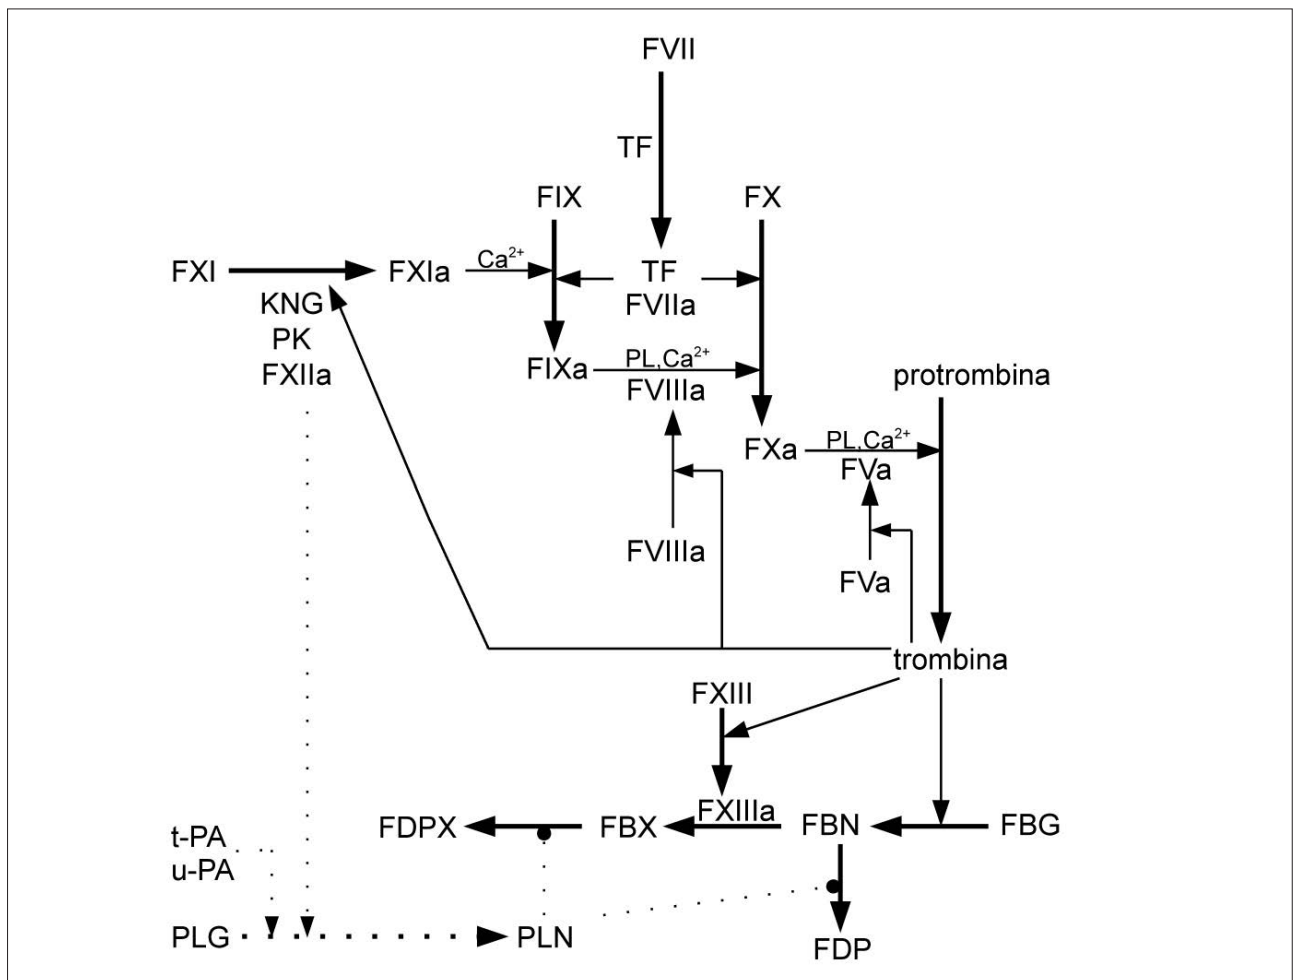 FVII
TF
FIX
FX
FXI
FXIa
Ca²⁺
TF
FVIIa
KNG
PK
FXIIa
FIXa
PL,Ca²⁺
FVIIIa
protrombina
FXa
PL,Ca²⁺
FVa
FVIIIa
FVa
trombina
FXIII
FXIIIa
FDPX
FBX
FBN
FBG
t-PA
u-PA
PLG
PLN
FDP